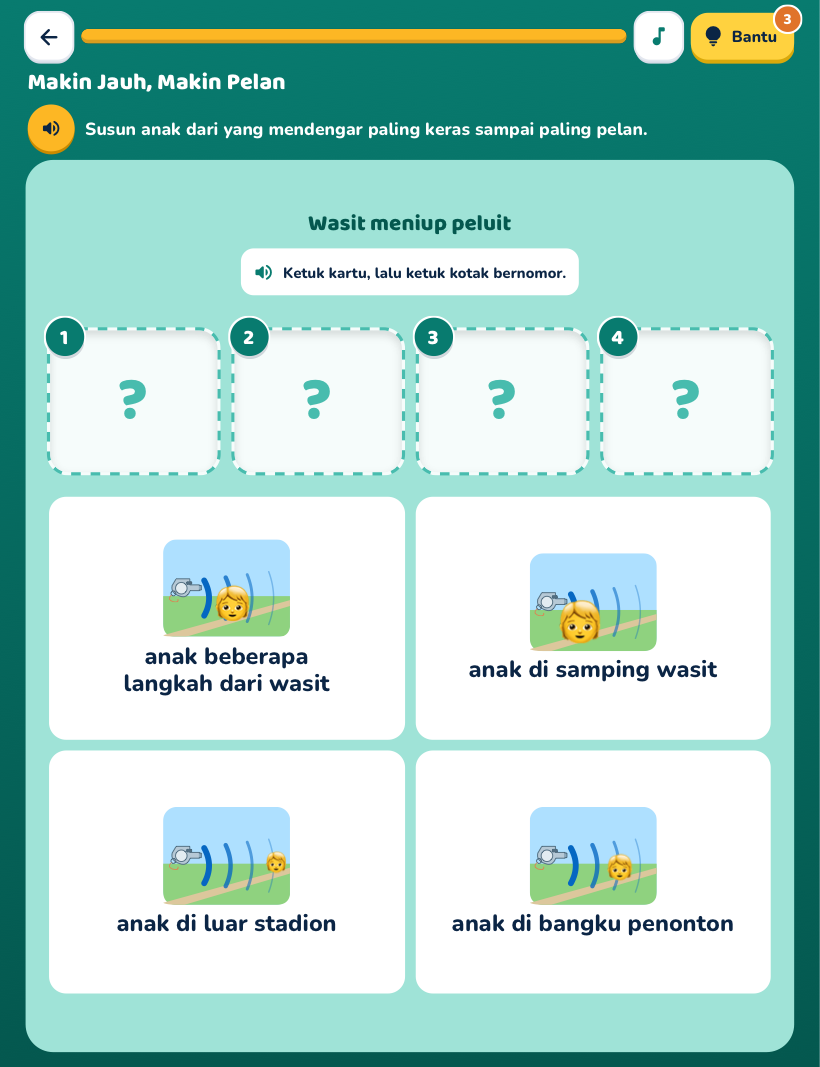 3
Bantu
Makin Jauh, Makin Pelan
Susun anak dari yang mendengar paling keras sampai paling pelan.
Wasit meniup peluit
Ketuk kartu, lalu ketuk kotak bernomor.
1
2
3
4
?
?
?
?
anak beberapa
langkah dari wasit
anak di samping wasit
anak di luar stadion
anak di bangku penonton